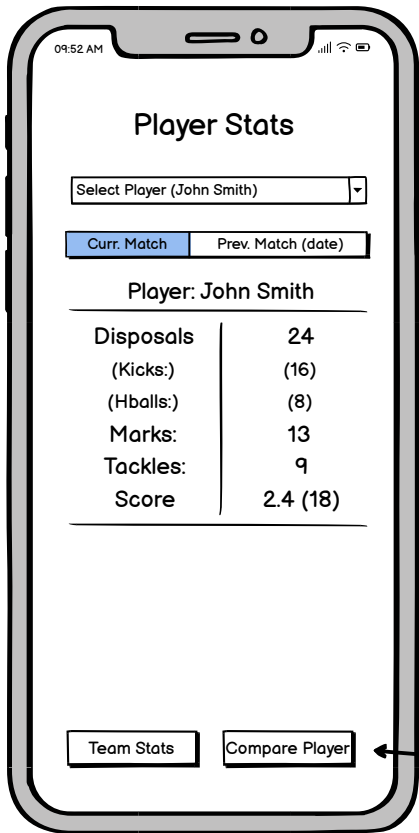 09:52 AM
Player Stats
Select Player (John Smith)
Curr. Match Prev. Match (date)
Player: John Smith
Disposals 24
(Kicks:) (16)
(Hballs:) (8)
Marks: 13
Tackles: 9
Score 2.4 (18)
Team Stats Compare Player